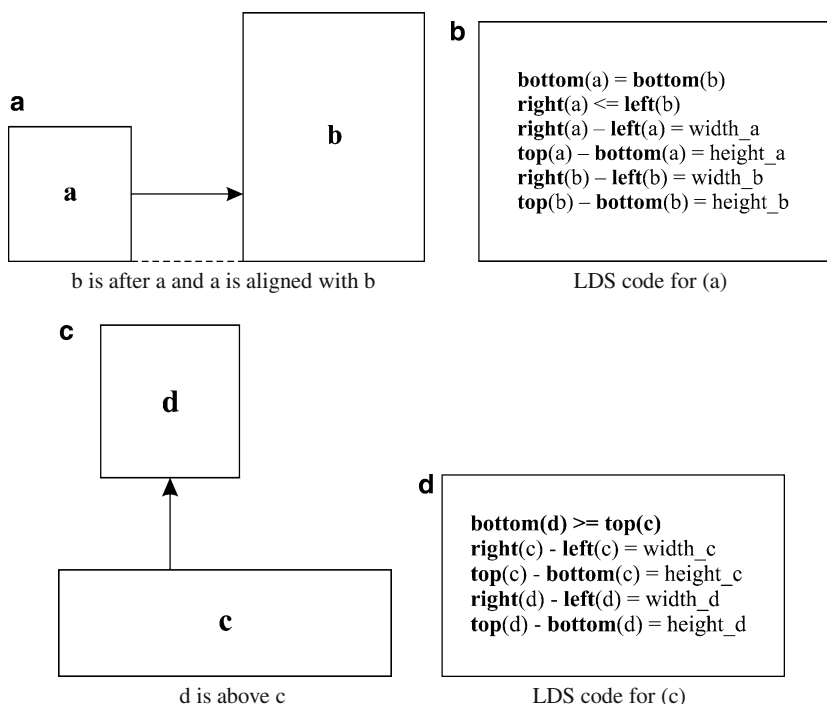 a
a
b
b is after a and a is aligned with b
b
bottom(a) = bottom(b)
right(a) <= left(b)
right(a) – left(a) = width_a
top(a) – bottom(a) = height_a
right(b) – left(b) = width_b
top(b) – bottom(b) = height_b
LDS code for (a)
c
d
c
d is above c
d
bottom(d) >= top(c)
right(c) - left(c) = width_c
top(c) - bottom(c) = height_c
right(d) - left(d) = width_d
top(d) - bottom(d) = height_d
LDS code for (c)